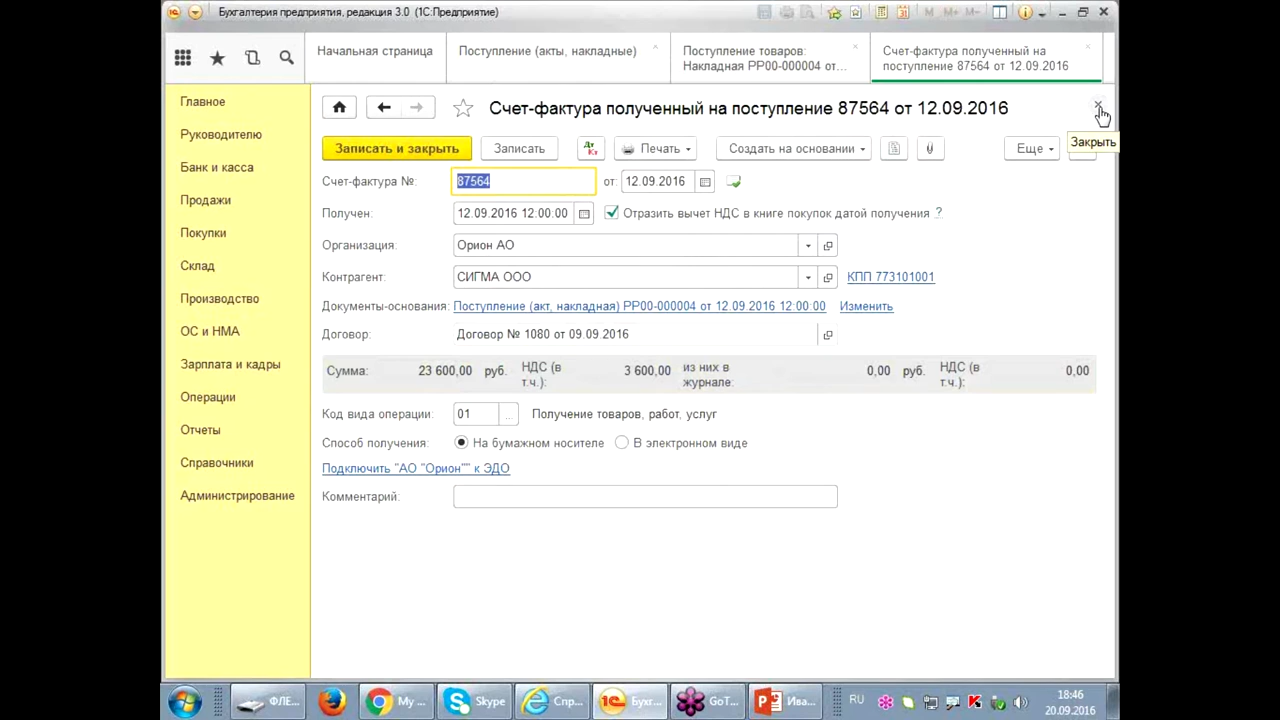 Бухгалтерия предприятия, редакция 3.0 (1С:Предприятие)
M M+ M-
Начальная страница
Поступление (акты, накладные)
Поступление товаров:
Накладная РР00-000004 от...
Счет-фактура полученный на
поступление 87564 от 12.09.2016
Главное
Руководителю
Банк и касса
Продажи
Покупки
Склад
Производство
ОС и НМА
Зарплата и кадры
Операции
Отчеты
Справочники
Администрирование
Счет-фактура полученный на поступление 87564 от 12.09.2016
Закрыть
Записать и закрыть
Записать
Дт
Кт
Печать
Создать на основании
Еще
Счет-фактура №: 87564 от: 12.09.2016
Получен: 12.09.2016 12:00:00 Отразить вычет НДС в книге покупок датой получения ?
Организация: Орион АО
Контрагент: СИГМА ООО КПП 773101001
Документы-основания: Поступление (акт, накладная) РР00-000004 от 12.09.2016 12:00:00 Изменить
Договор: Договор № 1080 от 09.09.2016
Сумма: 23 600,00 руб. НДС (в т.ч.): 3 600,00 из них в журнале: 0,00 руб. НДС (в т.ч.): 0,00
Код вида операции: 01 ... Получение товаров, работ, услуг
Способ получения: На бумажном носителе В электронном виде
Подключить "АО "Орион"" к ЭДО
Комментарий:
ФЛЕ...
My ...
Skype
Спр...
Бухг...
GoT...
Ива...
RU
18:46
20.09.2016